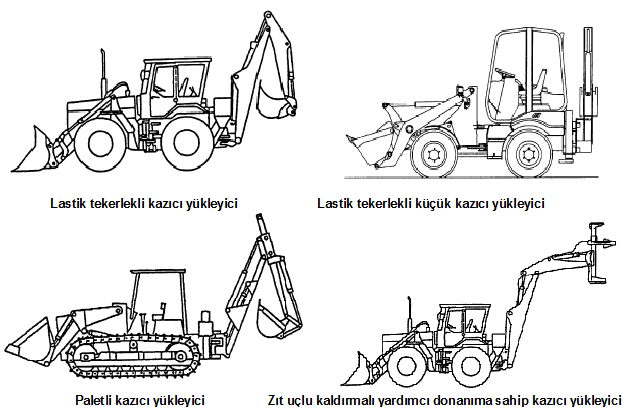 Lastik tekerlekli kazıcı yükleyici
Lastik tekerlekli küçük kazıcı yükleyici
Paletli kazıcı yükleyici
Zıt uçlu kaldırmalı yardımcı donanıma sahip kazıcı yükleyici